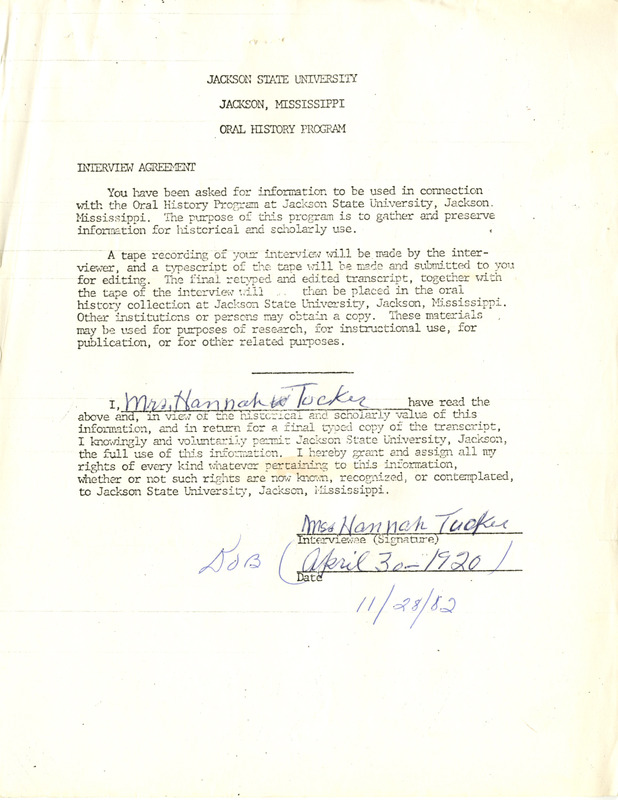 JACKSON STATE UNIVERSITY
JACKSON, MISSISSIPPI
ORAL HISTORY PROGRAM
INTERVIEW AGREEMENT
You have been asked for information to be used in connection
with the Oral History Program at Jackson State University, Jackson.
Mississippi. The purpose of this program is to gather and preserve
information for historical and scholarly use.
A tape recording of your interview will be made by the inter-
viewer, and a typescript of the tape will be made and submitted to you
for editing. The final retyped and edited transcript, together with
the tape of the interview will then be placed in the oral
history collection at Jackson State University, Jackson, Mississippi.
Other institutions or persons may obtain a copy. These materials
may be used for purposes of research, for instructional use, for
publication, or for other related purposes.
I, Mrs. Hannah W Tucker have read the
above and, in view of the historical and scholarly value of this
information, and in return for a final typed copy of the transcript,
I knowingly and voluntarily permit Jackson State University, Jackson,
the full use of this information. I hereby grant and assign all my
rights of every kind whatever pertaining to this information,
whether or not such rights are now known, recognized, or contemplated,
to Jackson State University, Jackson, Mississippi.
Mrs Hannah Tucker
Interviewee (Signature)
DOB (April 30-1920)
Date
11/28/82